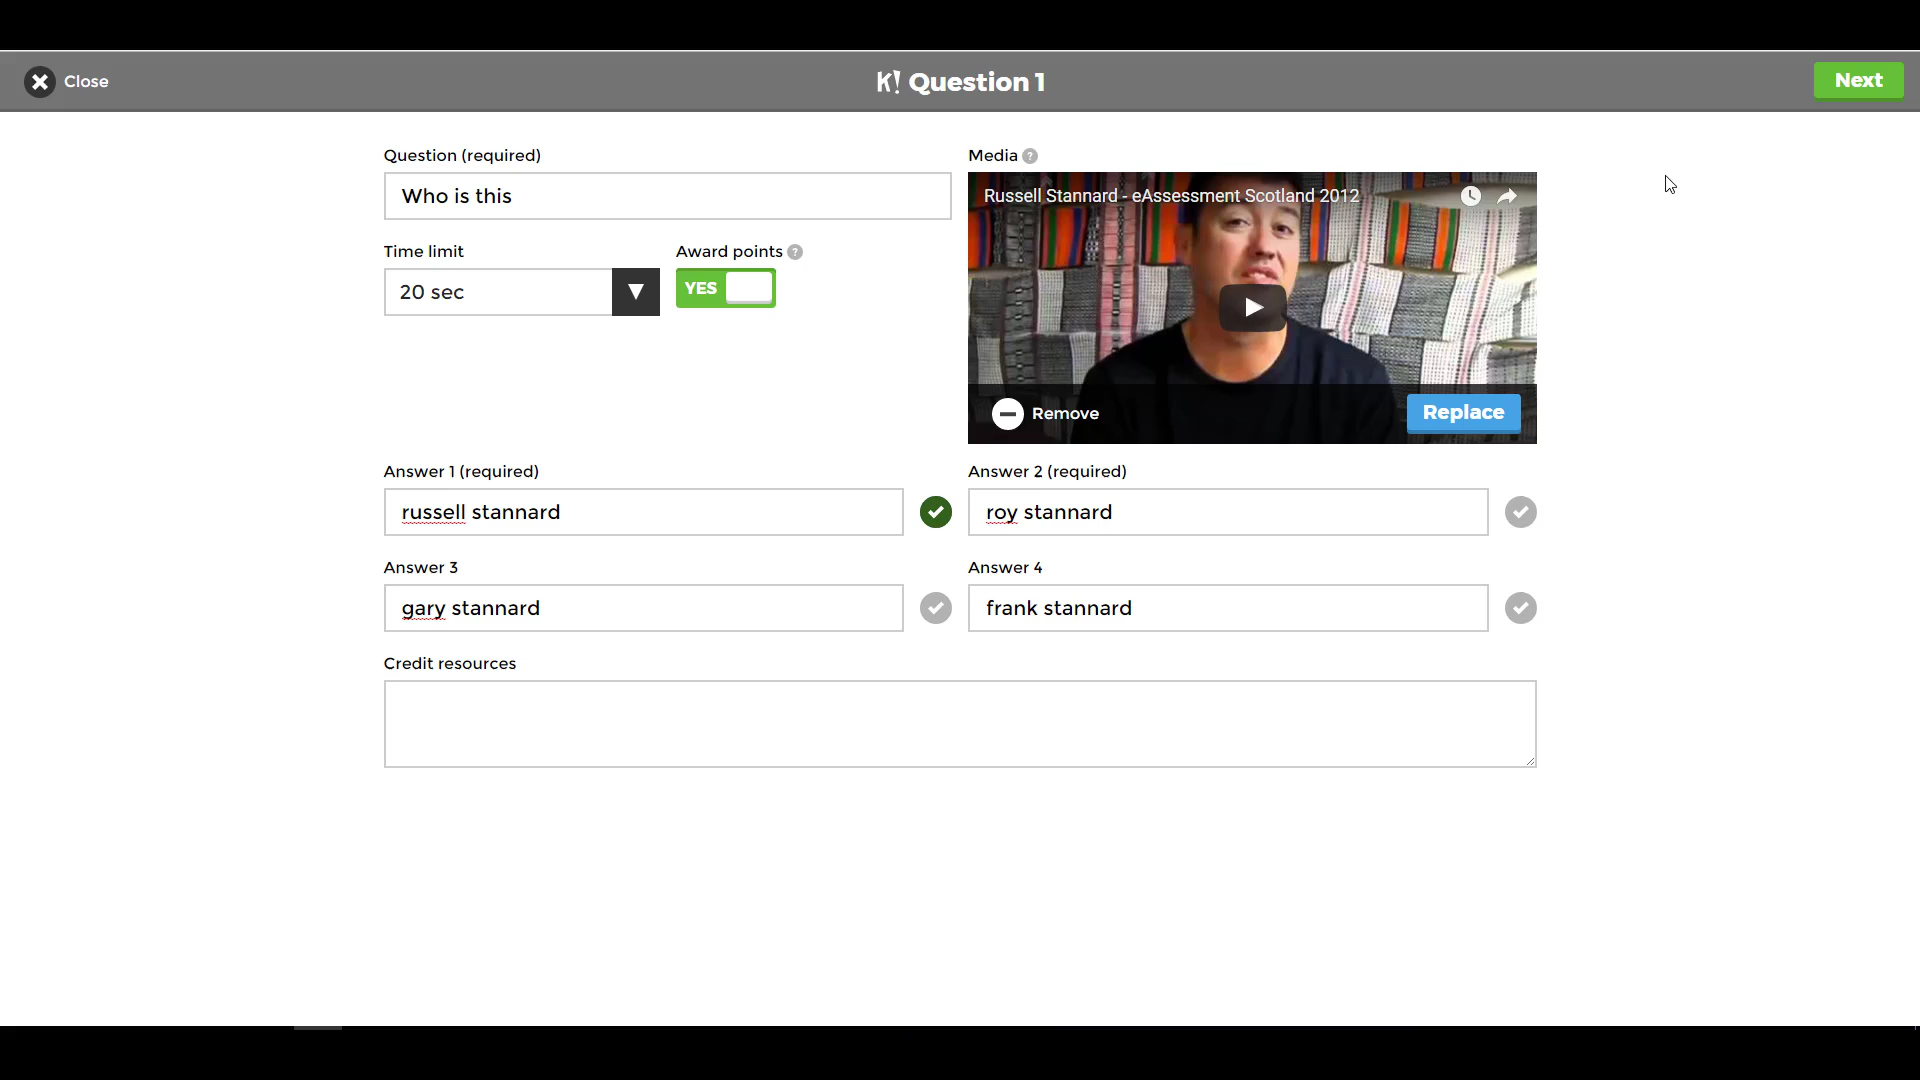 Close
K! Question 1
Next
Question (required)
Who is this
Media ?
Russell Stannard - eAssessment Scotland 2012
Time limit
Award points ?
20 sec
YES
Remove
Replace
Answer 1 (required)
russell stannard
Answer 2 (required)
roy stannard
Answer 3
gary stannard
Answer 4
frank stannard
Credit resources